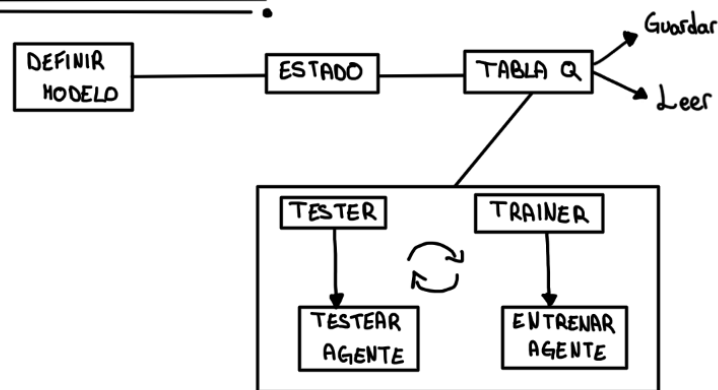 DEFINIR
MODELO
ESTADO
TABLA Q
Guardar
Leer
TESTER
TRAINER
TESTEAR
AGENTE
ENTRENAR
AGENTE